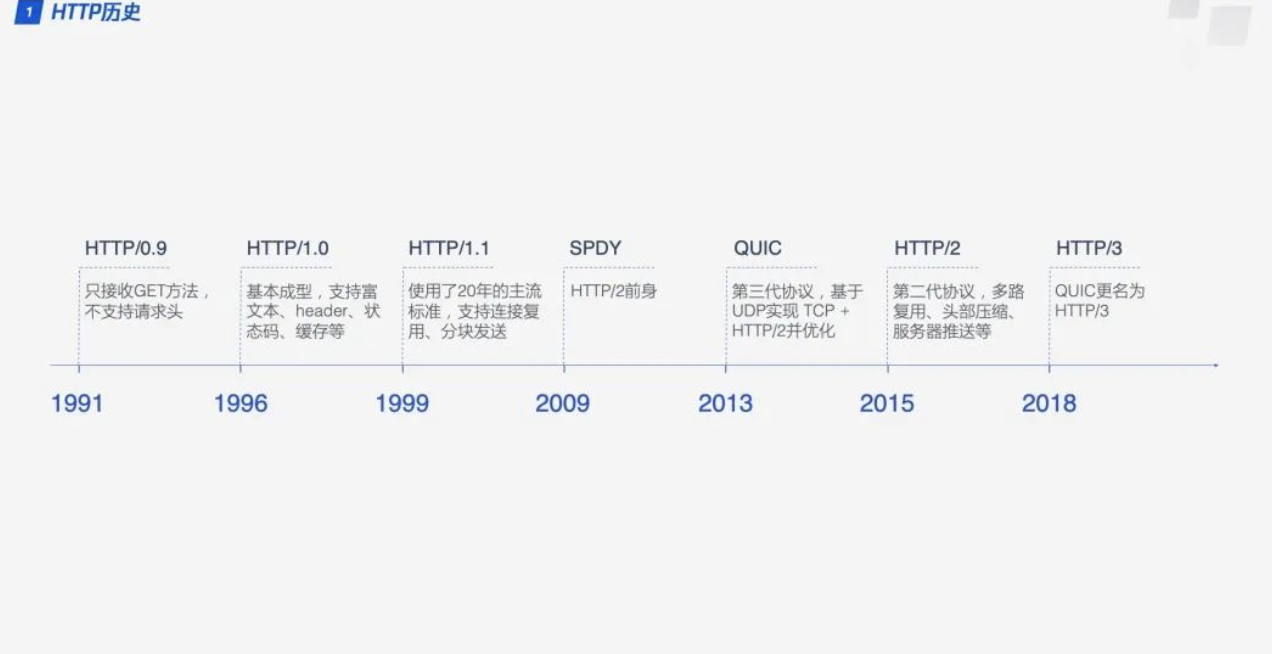 1 HTTP历史
HTTP/0.9
只接收GET方法，
不支持请求头
HTTP/1.0
基本成型，支持富
文本、header、状
态码、缓存等
HTTP/1.1
使用了20年的主流
标准，支持连接复
用、分块发送
SPDY
HTTP/2前身
QUIC
第三代协议，基于
UDP实现 TCP +
HTTP/2并优化
HTTP/2
第二代协议，多路
复用、头部压缩、
服务器推送等
HTTP/3
QUIC更名为
HTTP/3
1991
1996
1999
2009
2013
2015
2018